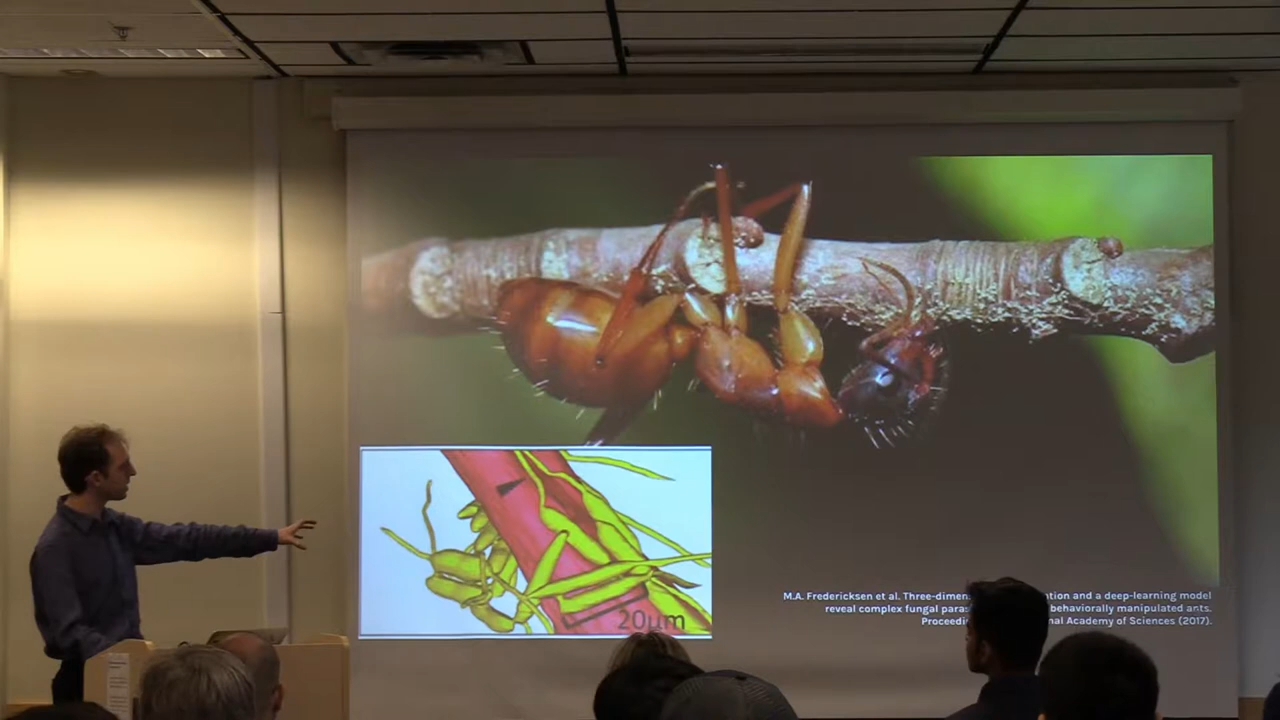 20μm
M.A. Fredericksen et al. Three-dimen tion and a deep-learning model
reveal complex fungal paras behaviorally manipulated ants.
Proceedi nal Academy of Sciences (2017).